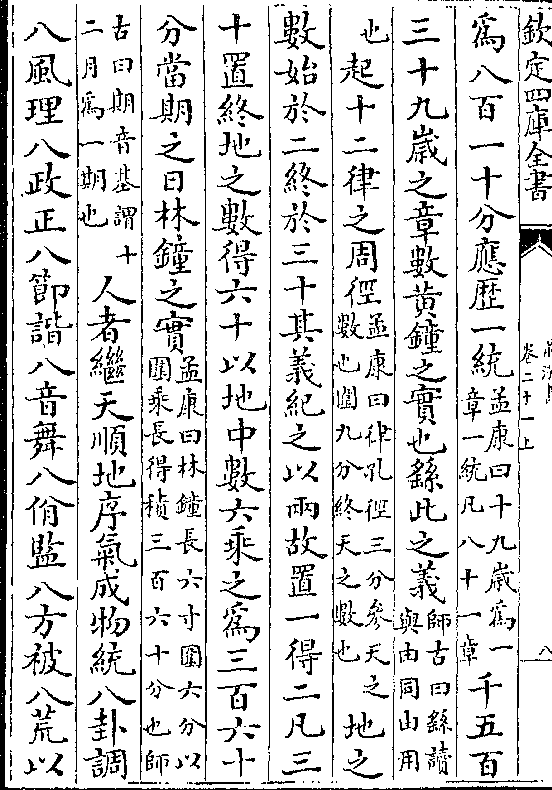 欽定四庫全書
卷二十一上
八
爲八百一十分應歴一統孟康曰十九歳爲一章一統凡八十一章千五百
三十九歳之章數黄鐘之實也繇此之義師古曰繇讀與由同由用
也起十二律之周徑孟康曰律孔徑三分參天之數也圍九分終天之數也地之
數始於二終於三十其義紀之以兩故置一得二凡三
十置終地之數得六十以地中數六乘之爲三百六十
分當期之日林鐘之實孟康曰林鐘長六寸圍六分以圍乘長得積三百六十分也師
古曰期音基謂十二月爲一期也人者繼天順地序氣成物統八卦調
八風理八政正八節諧八音舞八佾監八方被八荒以